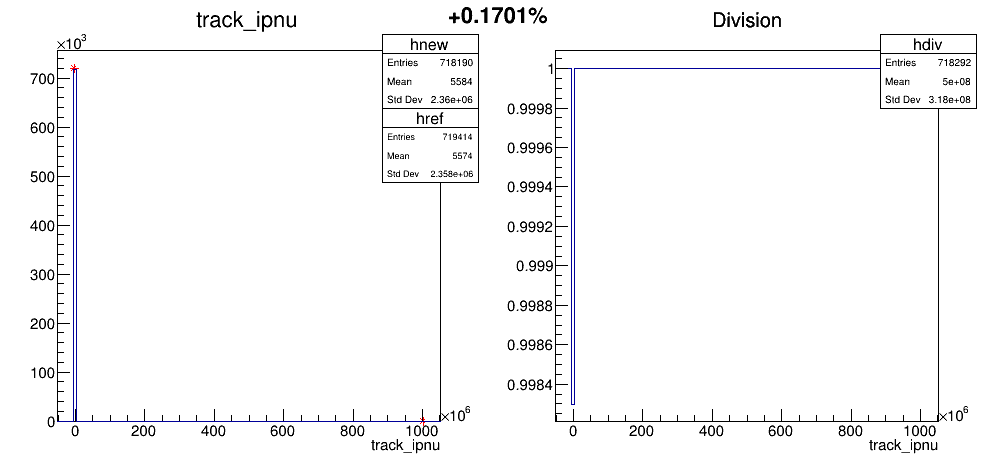 track_ipnu
+0.1701%
Division
×10³
hnew
Entries 718190
Mean 5584
Std Dev 2.36e+06
href
Entries 719414
Mean 5574
Std Dev 2.358e+06
700
600
500
400
300
200
100
0
0 200 400 600 800 1000
×10⁶
track_ipnu
hdiv
Entries 718292
Mean 5e+08
Std Dev 3.18e+08
1
0.9998
0.9996
0.9994
0.9992
0.999
0.9988
0.9986
0.9984
0 200 400 600 800 1000
×10⁶
track_ipnu